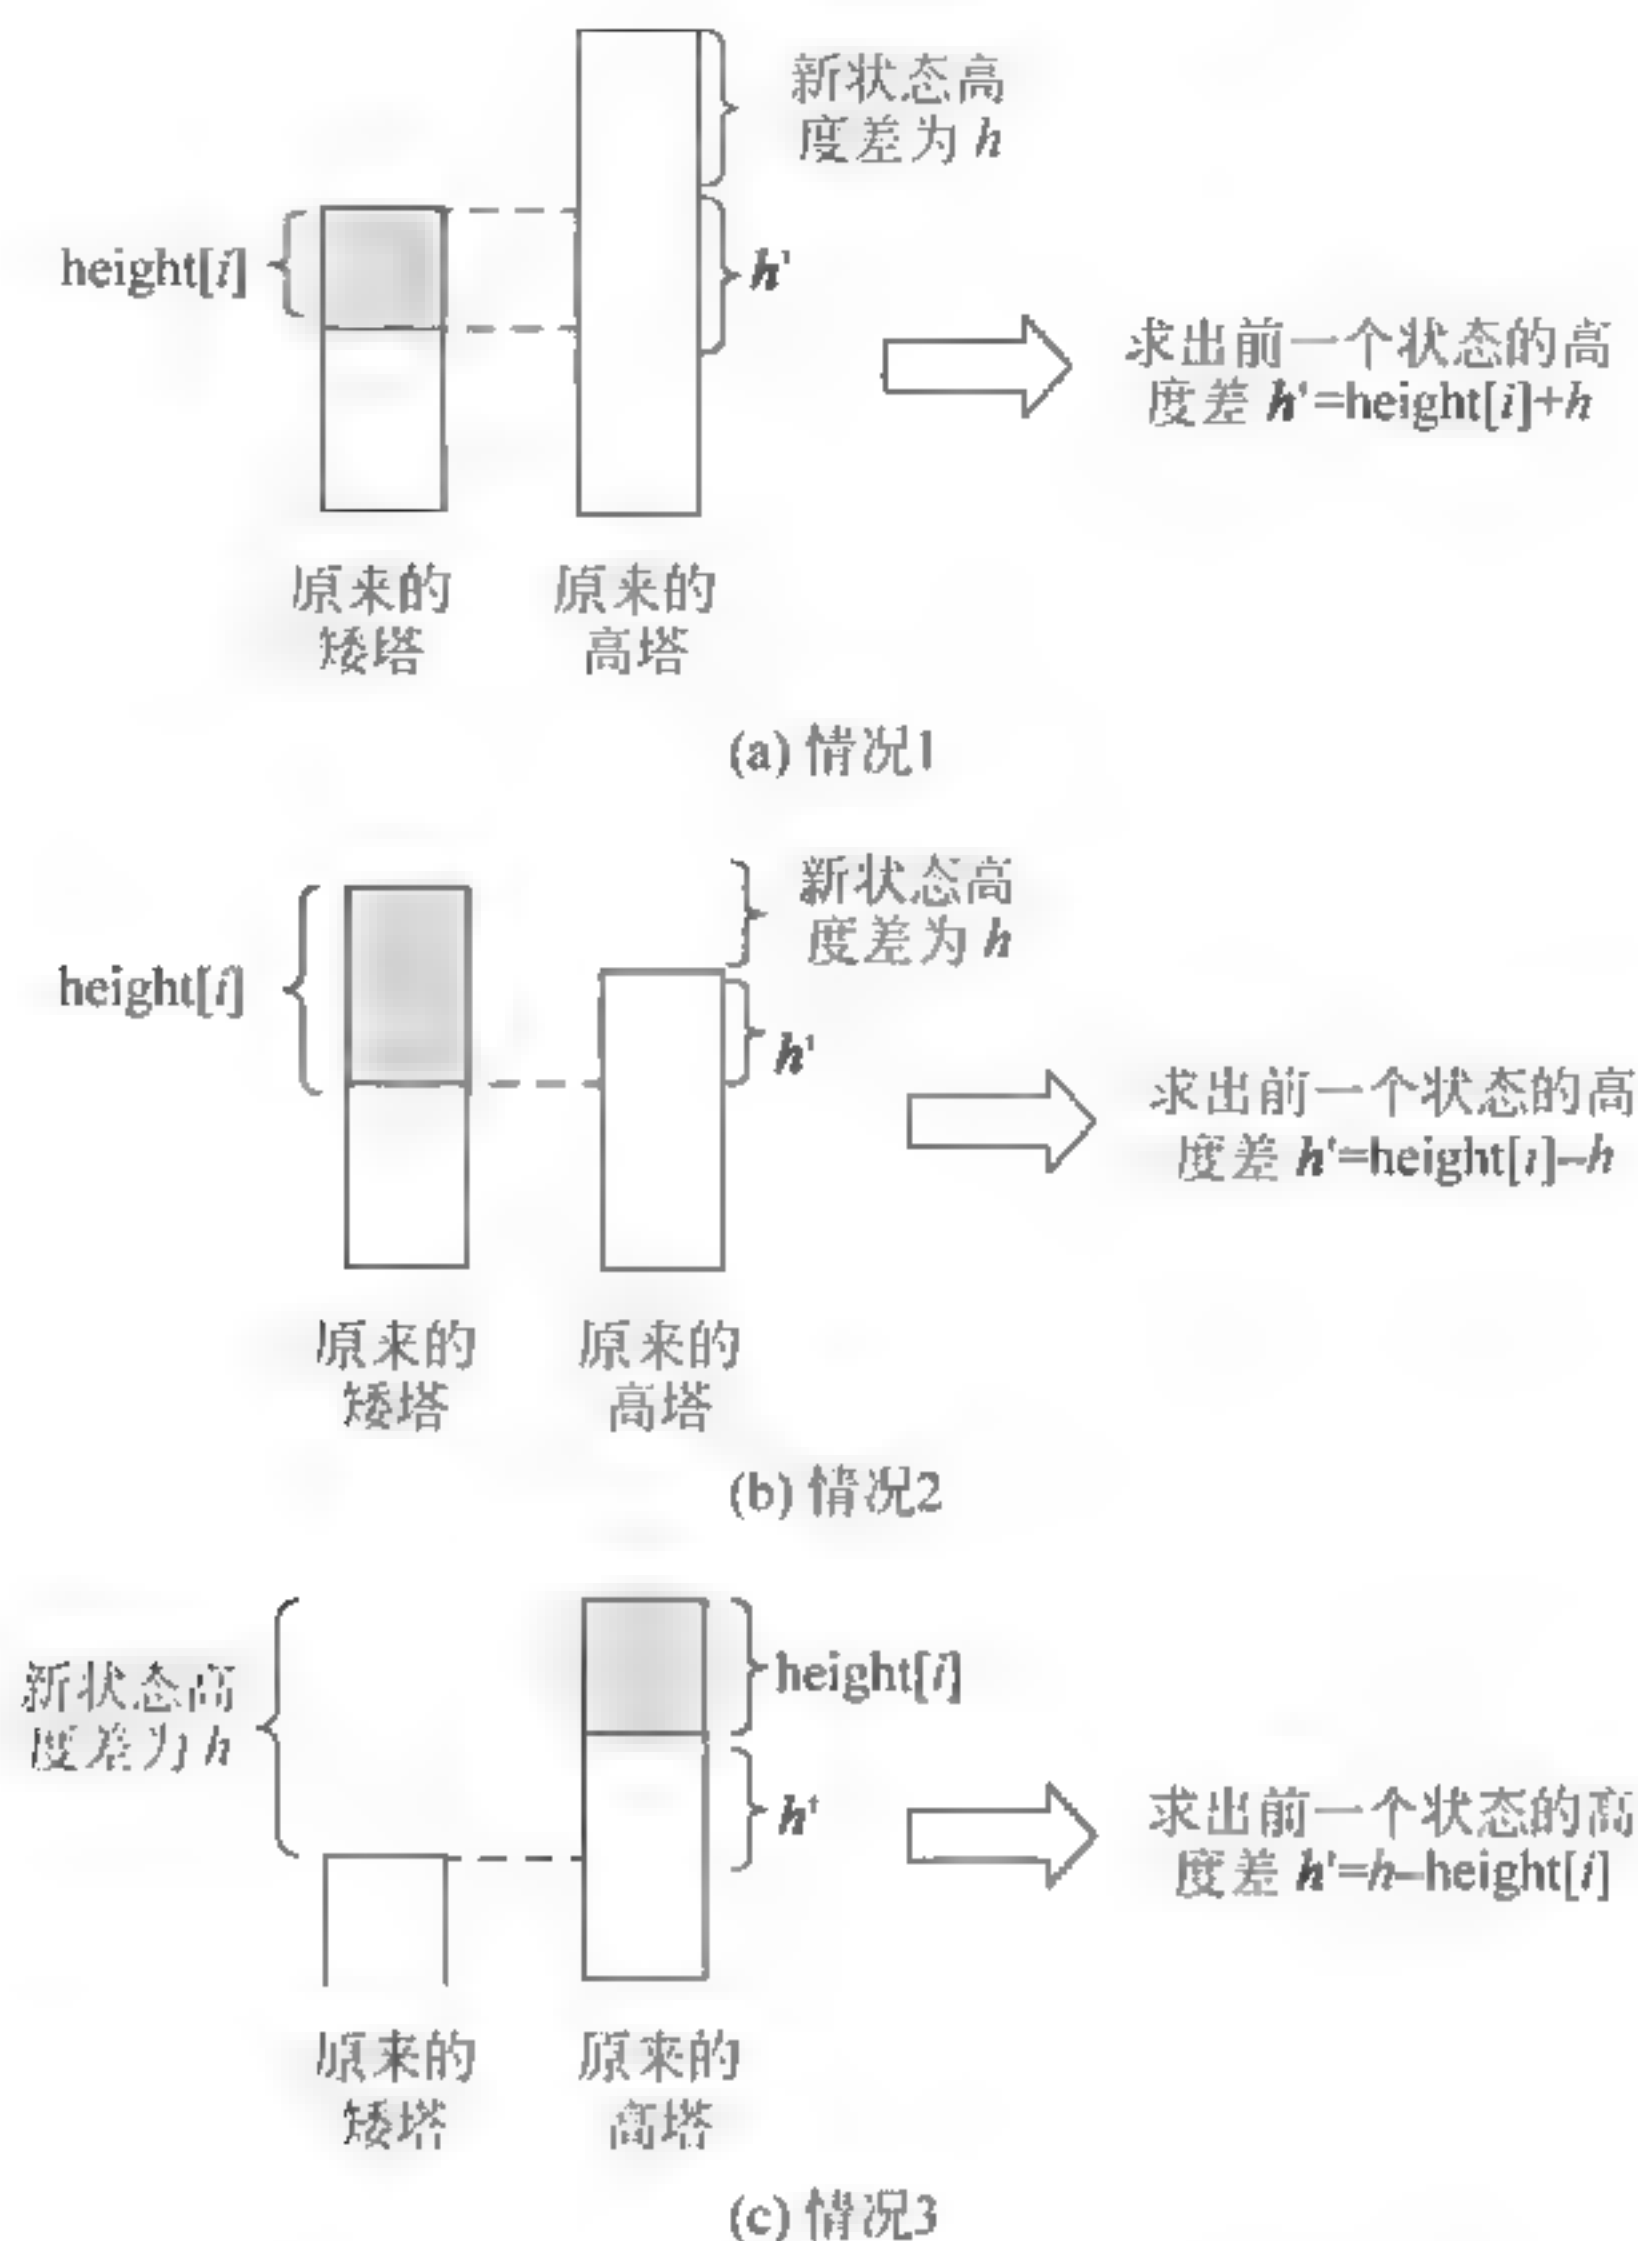 新状态高
度差为 h
height[i]
h'
求出前一个状态的高
度差 h'=height[i]+h
原来的
矮塔
原来的
高塔
(a) 情况1
新状态高
度差为 h
height[i]
h'
求出前一个状态的高
度差 h'=height[i]–h
原来的
矮塔
原来的
高塔
(b) 情况2
新状态高
度差为 h
height[i]
h'
求出前一个状态的高
度差 h'=h–height[i]
原来的
矮塔
原来的
高塔
(c) 情况3